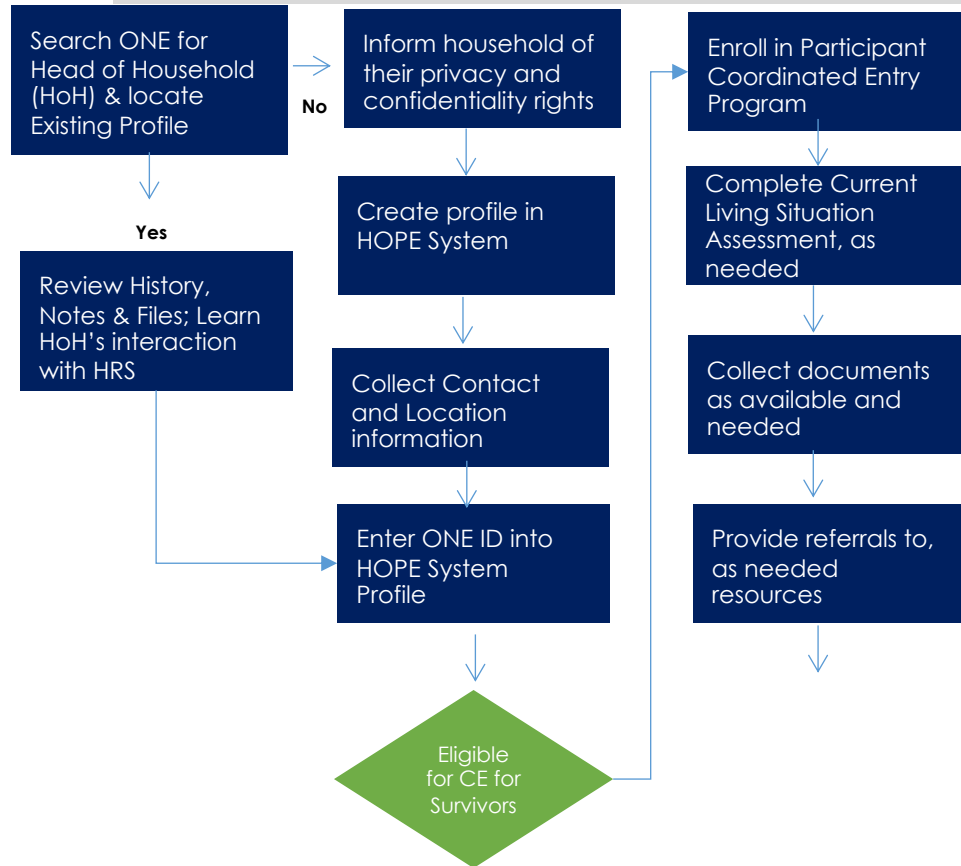 Search ONE for
Head of Household
(HoH) & locate
Existing Profile
No
Yes
Review History,
Notes & Files; Learn
HoH's interaction
with HRS
Inform household of
their privacy and
confidentiality rights
Create profile in
HOPE System
Collect Contact
and Location
information
Enter ONE ID into
HOPE System
Profile
Eligible
for CE for
Survivors
Enroll in Participant
Coordinated Entry
Program
Complete Current
Living Situation
Assessment, as
needed
Collect documents
as available and
needed
Provide referrals to,
as needed
resources